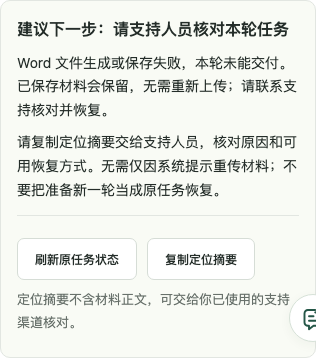 建议下一步：请支持人员核对本轮任务
Word 文件生成或保存失败，本轮未能交付。
已保存材料会保留，无需重新上传；请联系支
持核对并恢复。
请复制定位摘要交给支持人员，核对原因和可
用恢复方式。无需仅因系统提示重传材料；不
要把准备新一轮当成原任务恢复。
刷新原任务状态
复制定位摘要
定位摘要不含材料正文，可交给你已使用的支持
渠道核对。